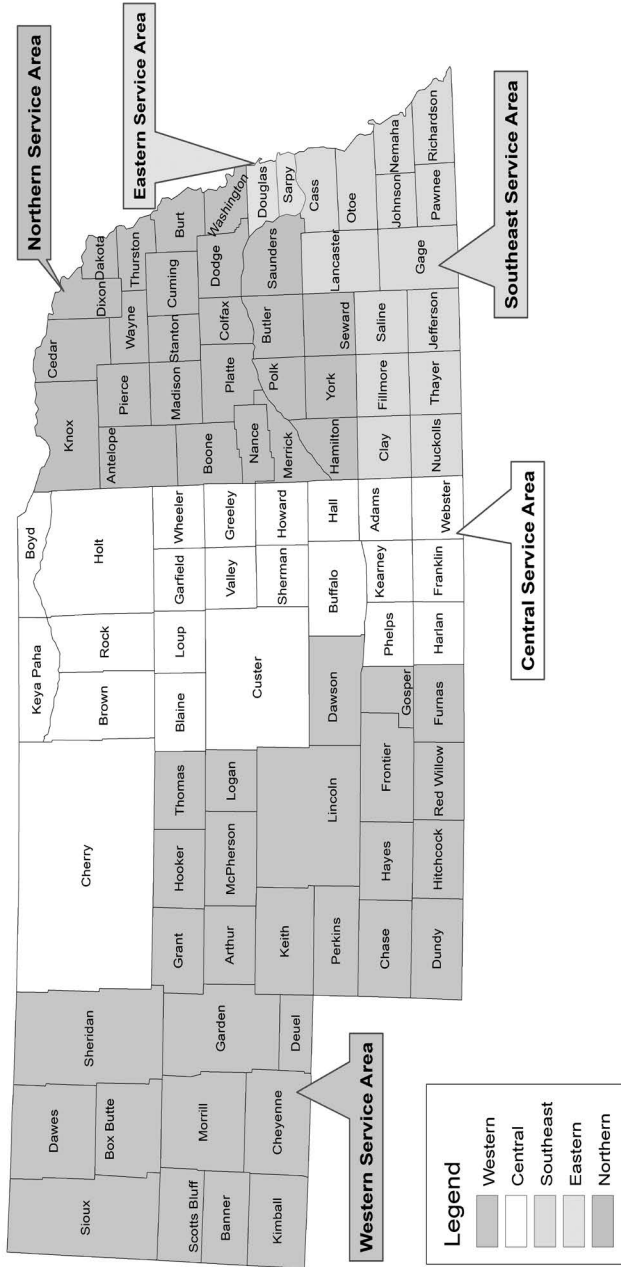 Northern Service Area
Eastern Service Area
Southeast Service Area
Central Service Area
Western Service Area
Sioux
Dawes
Box Butte
Sheridan
Scotts Bluff
Banner
Kimball
Morrill
Cheyenne
Garden
Deuel
Cherry
Keya Paha
Boyd
Brown
Rock
Holt
Grant
Hooker
Thomas
Blaine
Loup
Garfield
Wheeler
Arthur
McPherson
Logan
Custer
Valley
Greeley
Keith
Lincoln
Sherman
Howard
Perkins
Dawson
Buffalo
Hall
Chase
Hayes
Frontier
Gosper
Phelps
Kearney
Adams
Dundy
Hitchcock
Red Willow
Furnas
Harlan
Franklin
Webster
Knox
Cedar
Dixon
Dakota
Antelope
Pierce
Wayne
Thurston
Boone
Madison
Stanton
Cuming
Burt
Nance
Platte
Colfax
Dodge
Washington
Merrick
Polk
Butler
Saunders
Douglas
Sarpy
Hamilton
York
Seward
Lancaster
Cass
Otoe
Clay
Fillmore
Saline
Gage
Johnson
Nemaha
Nuckolls
Thayer
Jefferson
Pawnee
Richardson
Legend
Western
Central
Southeast
Eastern
Northern